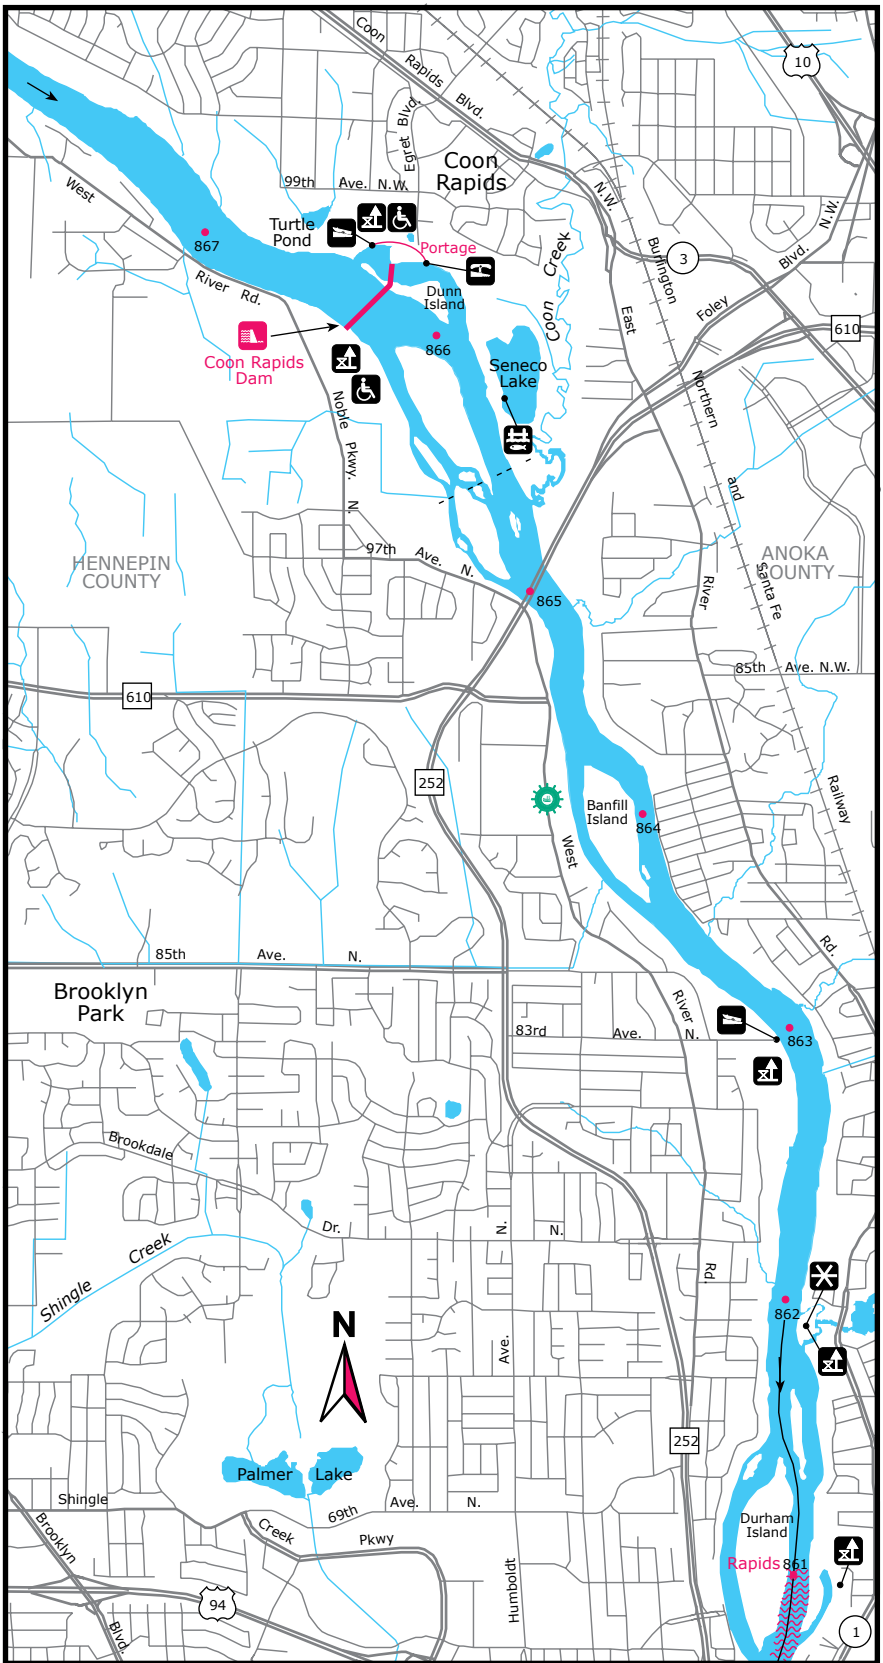 Coon
Rapids
Blvd.
10
Egret Blvd.
Coon
Rapids
99th Ave. N.W.
N.W.
N.W.
West
Turtle
Pond
867
Portage
Coon Creek
Burlington
3
Blvd.
River Rd.
Dunn
Island
East
Foley
610
866
Coon Rapids
Dam
Seneco
Lake
Noble
Pkwy.
N.
Northern
and
97th Ave. N.
HENNEPIN
COUNTY
ANOKA
COUNTY
Santa Fe
River
865
85th Ave. N.W.
610
252
Banfill
Island
864
Railway
West
Rd.
85th Ave. N.
Brooklyn
Park
River
83rd Ave. N.
863
Brookdale
Dr.
N.
N.
Shingle Creek
Rd.
862
N
Ave.
252
Palmer Lake
Shingle
69th Ave. N.
Creek
Pkwy
Durham
Island
Brooklyn
Blvd.
Rapids
861
Humboldt
94
1